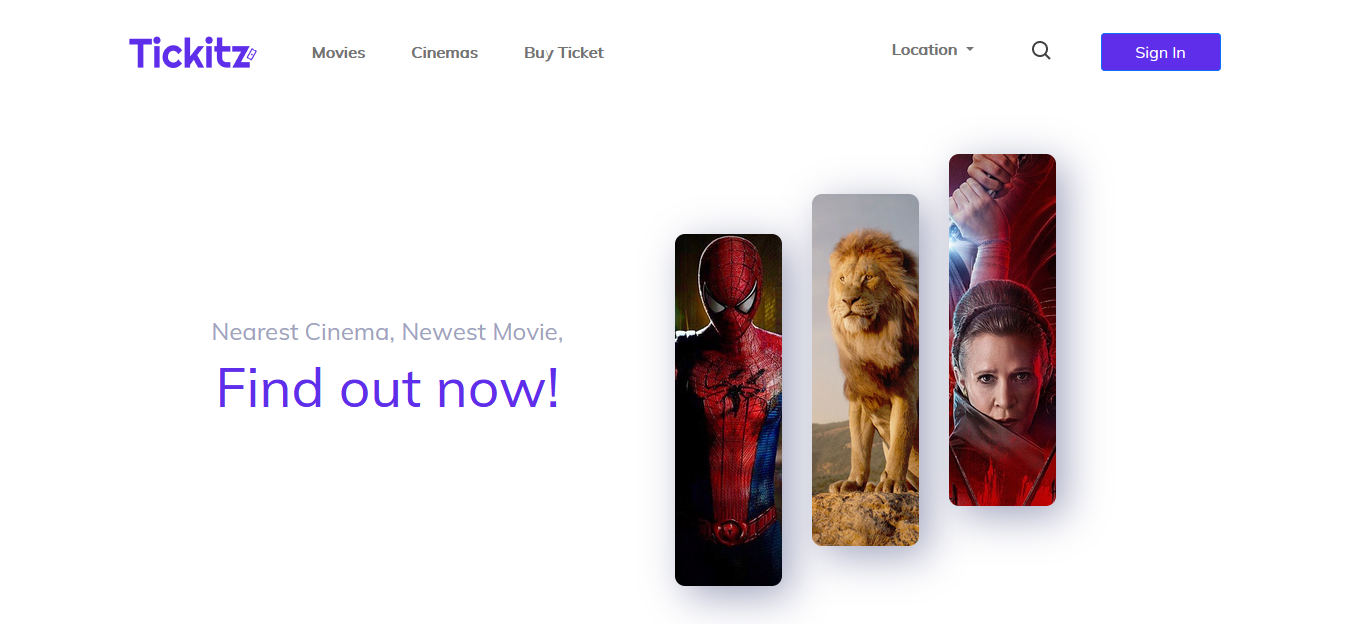 Tickitz
Movies Cinemas Buy Ticket Location Sign In
Nearest Cinema, Newest Movie,
Find out now!